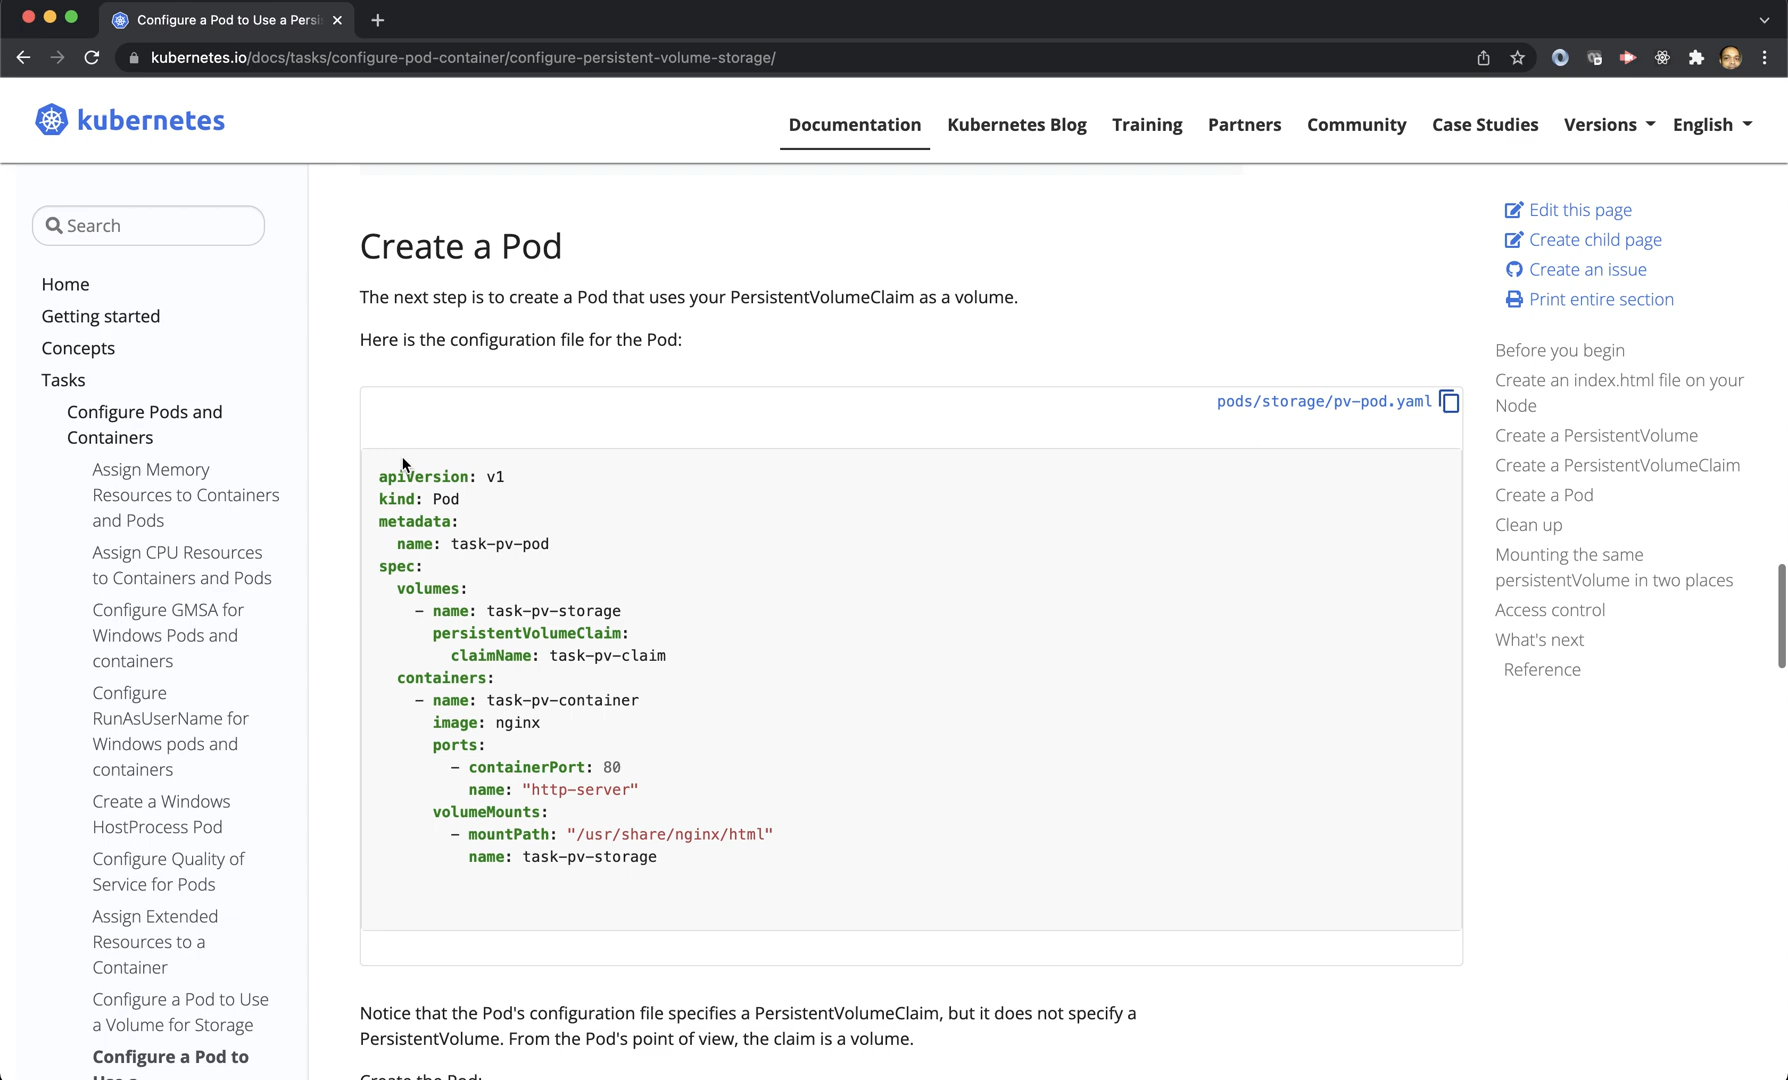 Configure a Pod to Use a Persi
kubernetes.io/docs/tasks/configure-pod-container/configure-persistent-volume-storage/
kubernetes
Documentation
Kubernetes Blog
Training
Partners
Community
Case Studies
Versions
English
Search
Home
Getting started
Concepts
Tasks
Configure Pods and
Containers
Assign Memory
Resources to Containers
and Pods
Assign CPU Resources
to Containers and Pods
Configure GMSA for
Windows Pods and
containers
Configure
RunAsUserName for
Windows pods and
containers
Create a Windows
HostProcess Pod
Configure Quality of
Service for Pods
Assign Extended
Resources to a
Container
Configure a Pod to Use
a Volume for Storage
Configure a Pod to
Create a Pod
The next step is to create a Pod that uses your PersistentVolumeClaim as a volume.
Here is the configuration file for the Pod:
pods/storage/pv-pod.yaml
apiVersion: v1
kind: Pod
metadata:
  name: task-pv-pod
spec:
  volumes:
    - name: task-pv-storage
      persistentVolumeClaim:
        claimName: task-pv-claim
  containers:
    - name: task-pv-container
      image: nginx
      ports:
        - containerPort: 80
          name: "http-server"
      volumeMounts:
        - mountPath: "/usr/share/nginx/html"
          name: task-pv-storage
Notice that the Pod's configuration file specifies a PersistentVolumeClaim, but it does not specify a
PersistentVolume. From the Pod's point of view, the claim is a volume.
Create the Pod:
Edit this page
Create child page
Create an issue
Print entire section
Before you begin
Create an index.html file on your
Node
Create a PersistentVolume
Create a PersistentVolumeClaim
Create a Pod
Clean up
Mounting the same
persistentVolume in two places
Access control
What's next
Reference